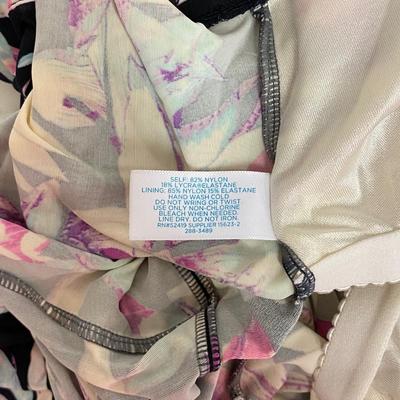 SELF: 82% NYLON
18% LYCRA®ELASTANE
LINING: 85% NYLON 15% ELASTANE
HAND WASH COLD
DO NOT WRING OR TWIST
USE ONLY NON-CHLORINE
BLEACH WHEN NEEDED.
LINE DRY. DO NOT IRON.
RN#52419 SUPPLIER 15623-2
288-3489